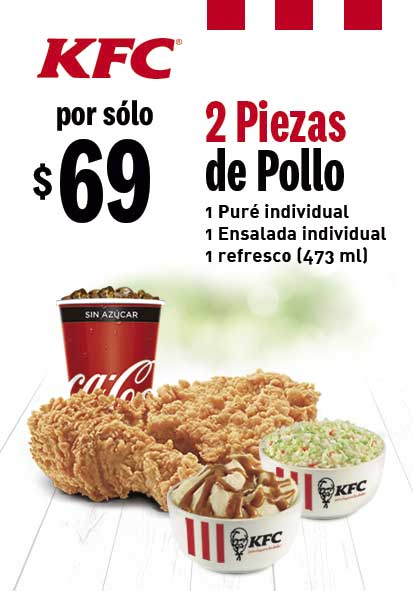 KFC®
por sólo
$69
2 Piezas
de Pollo
1 Puré individual
1 Ensalada individual
1 refresco (473 ml)
SIN AZÚCAR
Coca-Co
KFC
KFC